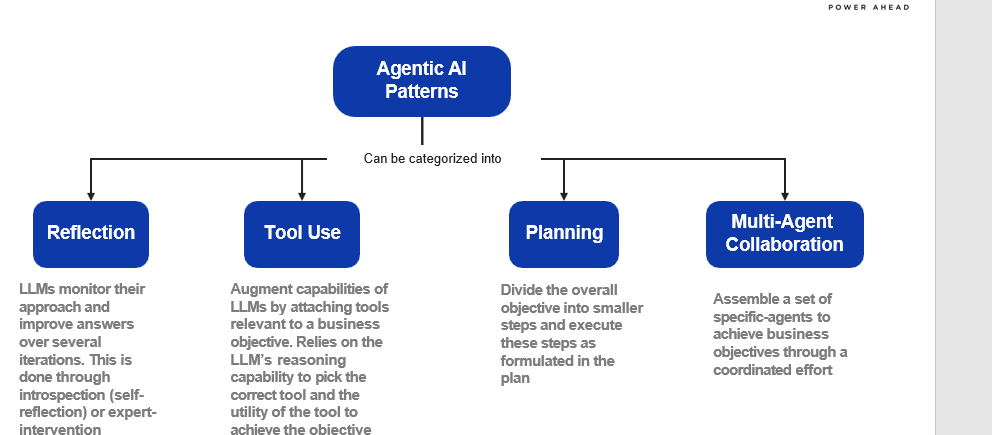 POWER AHEAD
Agentic AI
Patterns
Can be categorized into
Reflection
LLMs monitor their
approach and
improve answers
over several
iterations. This is
done through
introspection (self-
reflection) or expert-
intervention
Tool Use
Augment capabilities of
LLMs by attaching tools
relevant to a business
objective. Relies on the
LLM's reasoning
capability to pick the
correct tool and the
utility of the tool to
achieve the objective
Planning
Divide the overall
objective into smaller
steps and execute
these steps as
formulated in the
plan
Multi-Agent
Collaboration
Assemble a set of
specific-agents to
achieve business
objectives through a
coordinated effort